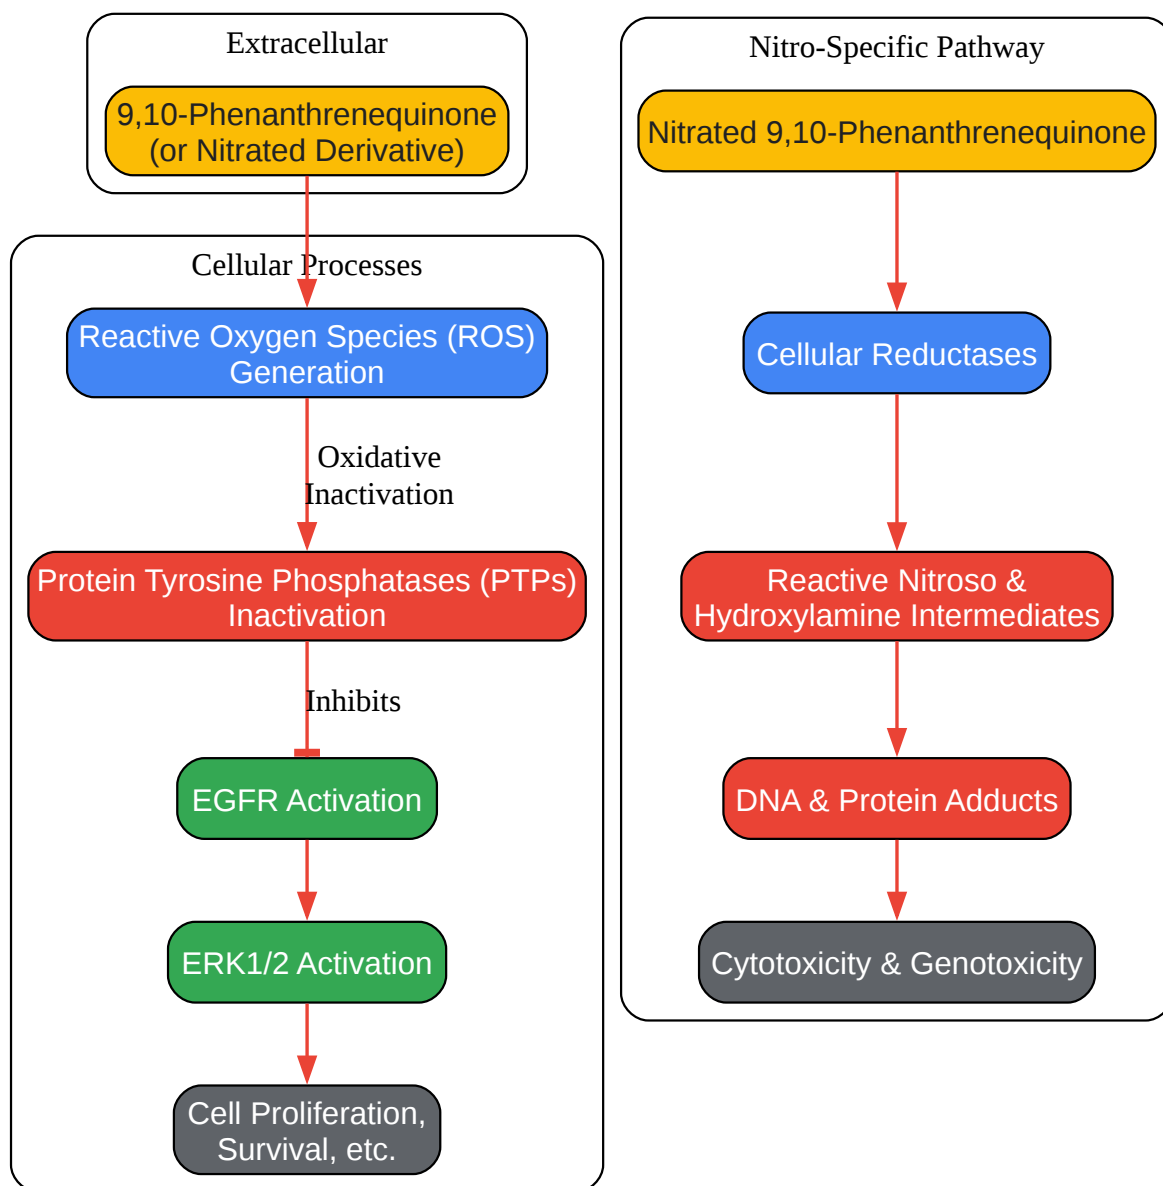 Extracellular
9,10-Phenanthrenequinone
(or Nitrated Derivative)
Cellular Processes
Reactive Oxygen Species (ROS)
Generation
Oxidative
Inactivation
Protein Tyrosine Phosphatases (PTPs)
Inactivation
Inhibits
EGFR Activation
ERK1/2 Activation
Cell Proliferation,
Survival, etc.
Nitro-Specific Pathway
Nitrated 9,10-Phenanthrenequinone
Cellular Reductases
Reactive Nitroso &
Hydroxylamine Intermediates
DNA & Protein Adducts
Cytotoxicity & Genotoxicity